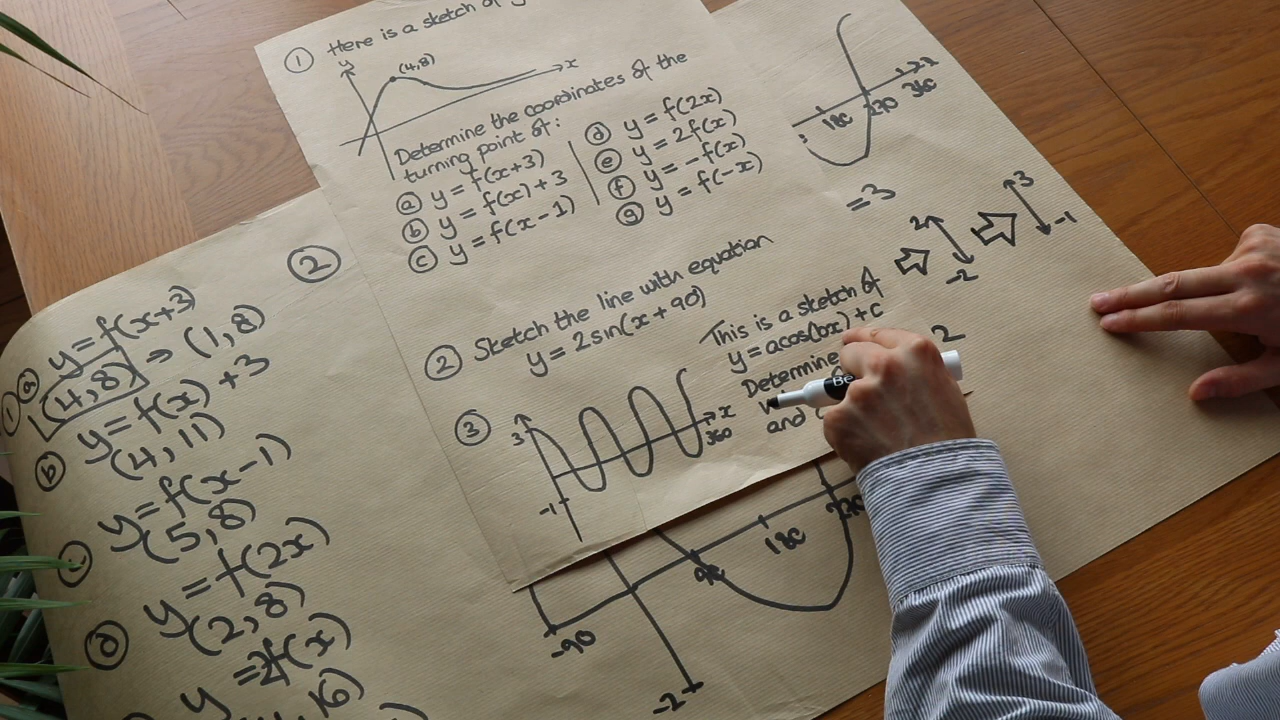 ① Here is a sketch of y
y
(4,8)
x
Determine the coordinates of the
turning point of:
ⓐ y = f(x+3)
ⓑ y = f(x) + 3
ⓒ y = f(x-1)
ⓓ y = f(2x)
ⓔ y = 2f(x)
ⓕ y = -f(x)
ⓖ y = f(-x)
② Sketch the line with equation
y = 2sin(x+90)
③
3
-1
x
360
This is a sketch of
y = acos(bx) + c
Determine
and
Be
②
① ⓐ y = f(x+3)
(4,8) ⇒ (1,8)
ⓑ y = f(x) + 3
(4,11)
ⓒ y = f(x-1)
(5,8)
ⓓ y = f(2x)
(2,8)
y = 2f(x)
16)
-90
90
180
270
-2
180
270
360
x
= 3
2
-2
3
-1
2